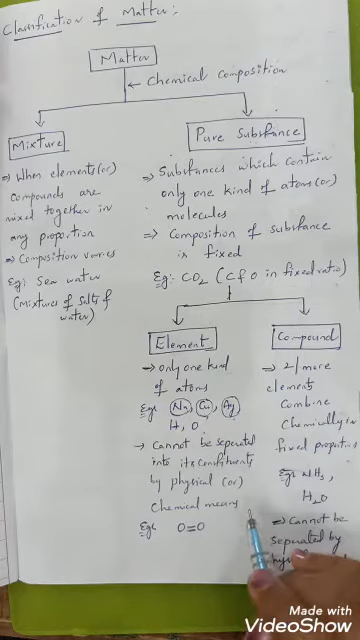 Classification of Matter:
Matter
Chemical composition
Mixture
⇒ When elements (or)
compounds are
mixed together in
any proportion
⇒ Composition varies
Eg: Sea water
(Mixtures of salts &
water)
Pure Substance
⇒ Substances which contain
only one kind of atoms (or)
molecules
⇒ Composition of substance
is fixed
Eg: CO2 (C & O in fixed ratio)
Element
⇒ only one kind
of atoms
Eg: Na, Cu, Ag
H, O
→ Cannot be separated
into its constituents
by physical (or)
chemical means
Eg: O=O
Compound
⇒ 2/more
elements
Combine
Chemically in
fixed
Eg: NH3,
H2O
⇒ Cannot be
separated by
Made with
VideoShow